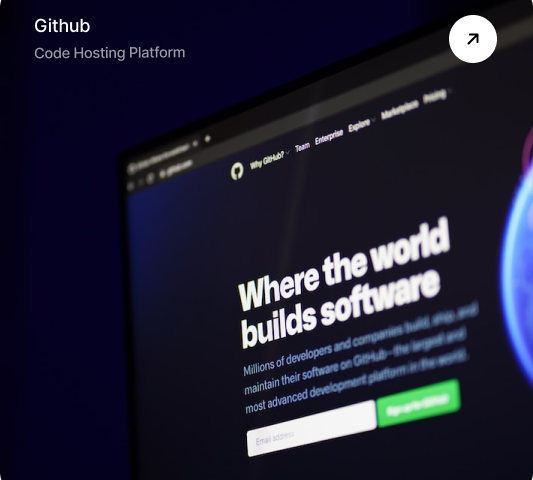 Github
Code Hosting Platform
github.com
Why GitHub? Team Enterprise Explore Marketplace Pricing
Where the world
builds software
Millions of developers and companies build, ship, and
maintain their software on GitHub—the largest and
most advanced development platform in the world.
Email address
Sign up for GitHub